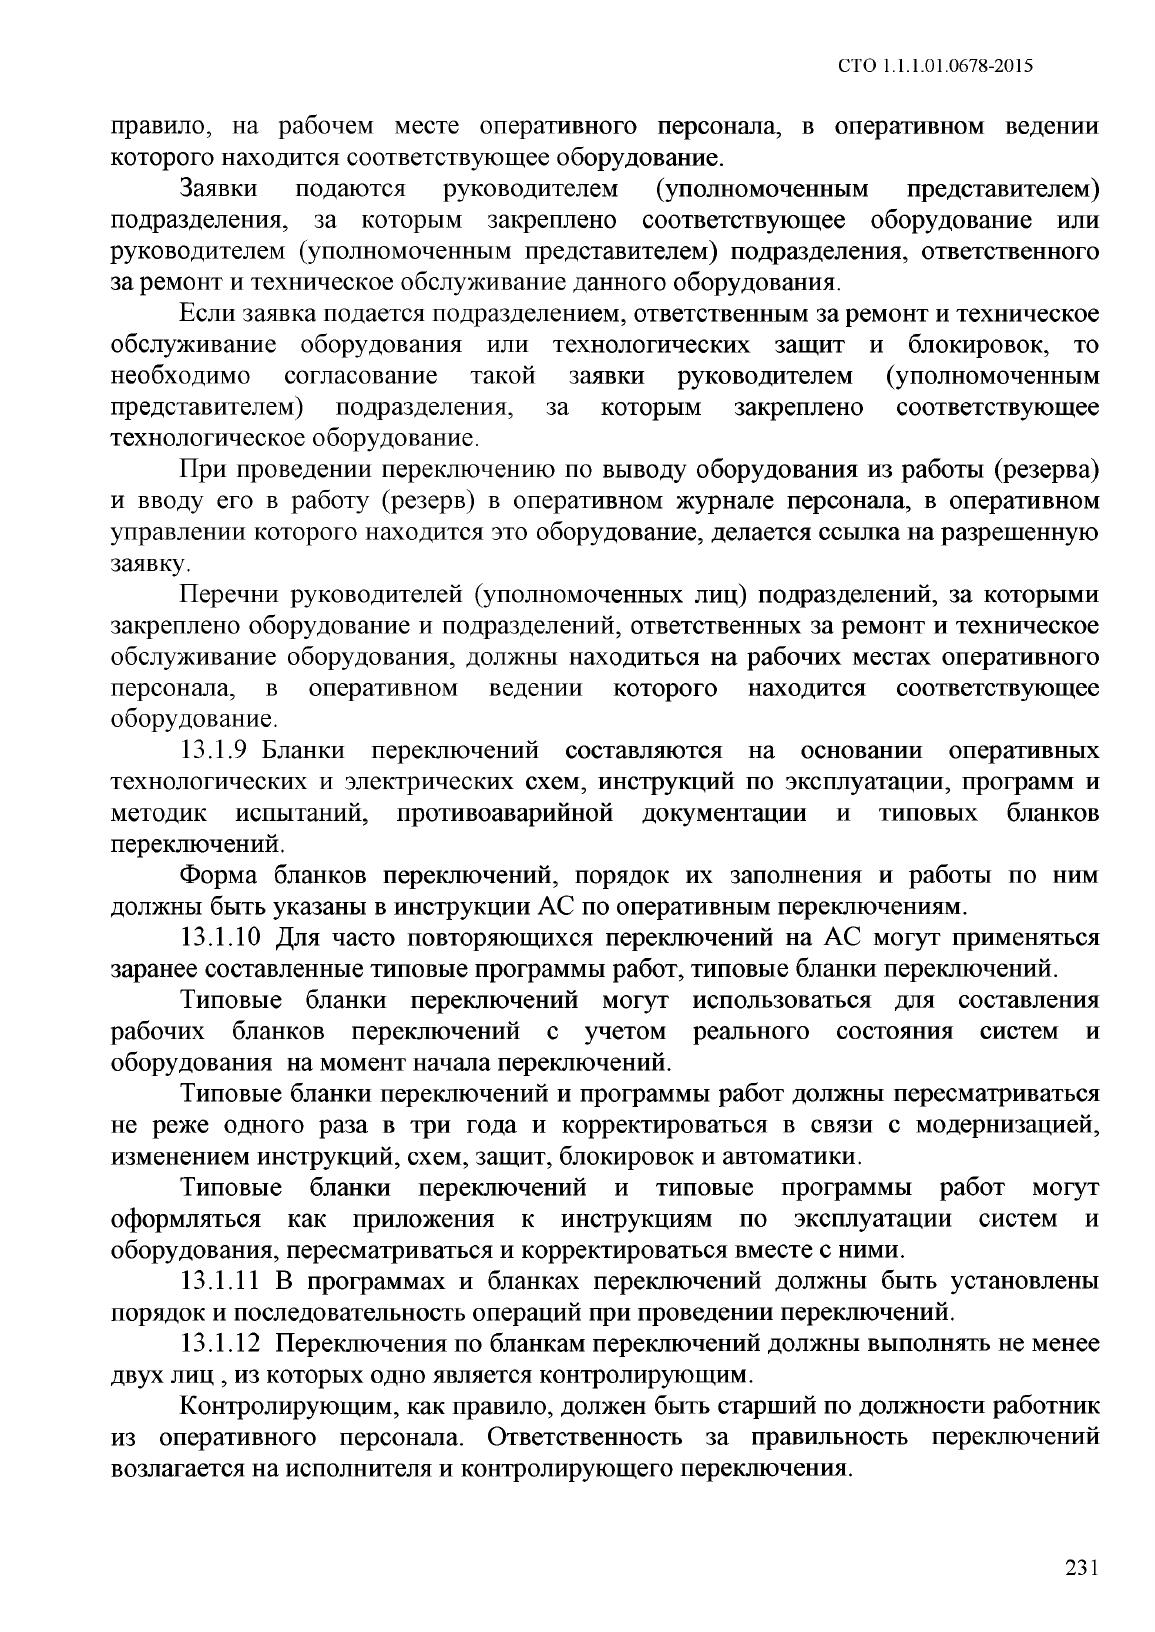 СТО 1.1.1.01.0678-2015
правило, на рабочем месте оперативного персонала, в оперативном ведении
которого находится соответствующее оборудование.
Заявки подаются руководителем (уполномоченным представителем)
подразделения, за которым закреплено соответствующее оборудование или
руководителем (уполномоченным представителем) подразделения, ответственного
за ремонт и техническое обслуживание данного оборудования.
Если заявка подается подразделением, ответственным за ремонт и техническое
обслуживание оборудования или технологических защит и блокировок, то
необходимо согласование такой заявки руководителем (уполномоченным
представителем) подразделения, за которым закреплено соответствующее
технологическое оборудование.
При проведении переключению по выводу оборудования из работы (резерва)
и вводу его в работу (резерв) в оперативном журнале персонала, в оперативном
управлении которого находится это оборудование, делается ссылка на разрешенную
заявку.
Перечни руководителей (уполномоченных лиц) подразделений, за которыми
закреплено оборудование и подразделений, ответственных за ремонт и техническое
обслуживание оборудования, должны находиться на рабочих местах оперативного
персонала, в оперативном ведении которого находится соответствующее
оборудование.
13.1.9 Бланки переключений составляются на основании оперативных
технологических и электрических схем, инструкций по эксплуатации, программ и
методик испытаний, противоаварийной документации и типовых бланков
переключений.
Форма бланков переключений, порядок их заполнения и работы по ним
должны быть указаны в инструкции АС по оперативным переключениям.
13.1.10 Для часто повторяющихся переключений на АС могут применяться
заранее составленные типовые программы работ, типовые бланки переключений.
Типовые бланки переключений могут использоваться для составления
рабочих бланков переключений с учетом реального состояния систем и
оборудования на момент начала переключений.
Типовые бланки переключений и программы работ должны пересматриваться
не реже одного раза в три года и корректироваться в связи с модернизацией,
изменением инструкций, схем, защит, блокировок и автоматики.
Типовые бланки переключений и типовые программы работ могут
оформляться как приложения к инструкциям по эксплуатации систем и
оборудования, пересматриваться и корректироваться вместе с ними.
13.1.11 В программах и бланках переключений должны быть установлены
порядок и последовательность операций при проведении переключений.
13.1.12 Переключения по бланкам переключений должны выполнять не менее
двух лиц , из которых одно является контролирующим.
Контролирующим, как правило, должен быть старший по должности работник
из оперативного персонала. Ответственность за правильность переключений
возлагается на исполнителя и контролирующего переключения.
231